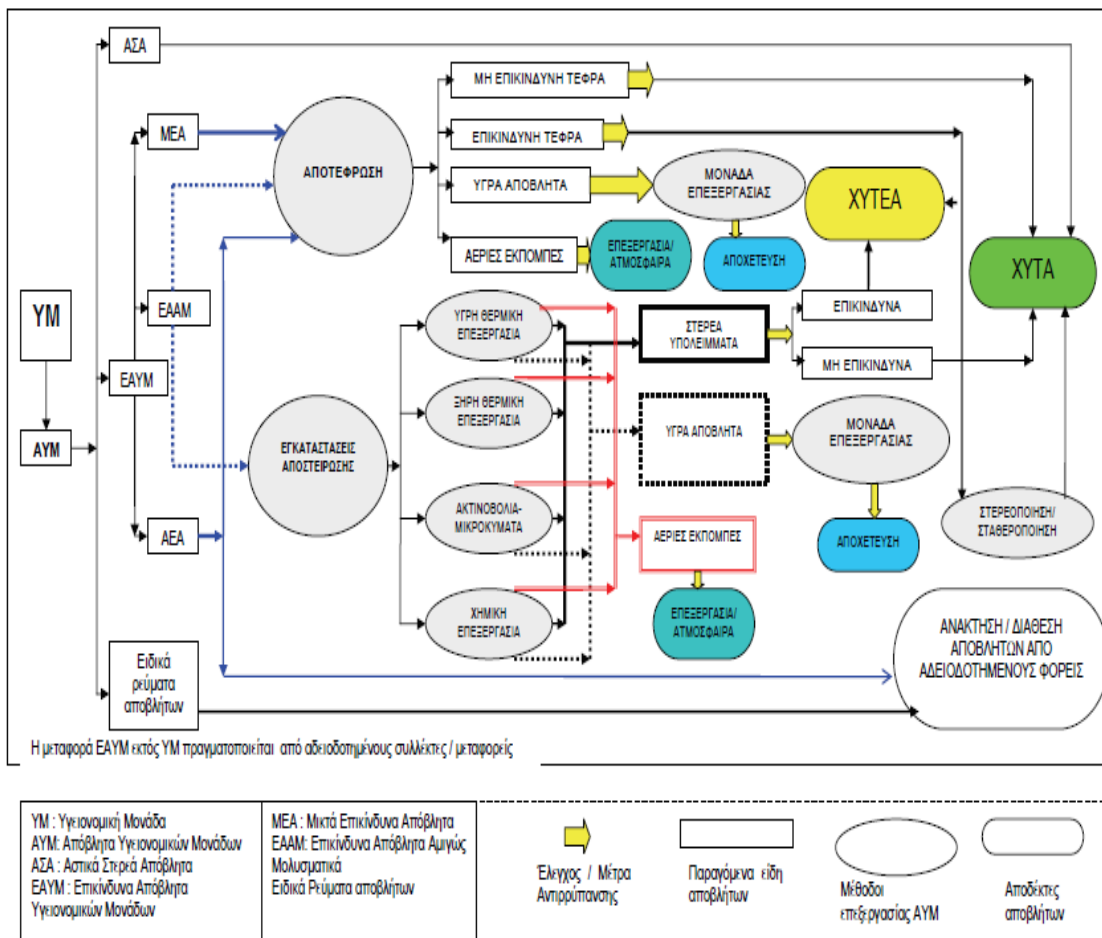 ΑΣΑ
ΜΕΑ
ΕΑΑΜ
ΥΜ
ΕΑΥΜ
ΑΥΜ
ΑΕΑ
Ειδικά
ρεύματα
αποβλήτων
ΑΠΟΤΕΦΡΩΣΗ
ΕΓΚΑΤΑΣΤΑΣΕΙΣ
ΑΠΟΣΤΕΙΡΩΣΗΣ
ΜΗ ΕΠΙΚΙΝΔΥΝΗ ΤΕΦΡΑ
ΕΠΙΚΙΝΔΥΝΗ ΤΕΦΡΑ
ΥΓΡΑ ΑΠΟΒΛΗΤΑ
ΑΕΡΙΕΣ ΕΚΠΟΜΠΕΣ
ΜΟΝΑΔΑ
ΕΠΕΞΕΡΓΑΣΙΑΣ
ΕΠΕΞΕΡΓΑΣΙΑ/
ΑΤΜΟΣΦΑΙΡΑ
ΑΠΟΧΕΤΕΥΣΗ
ΧΥΤΕΑ
ΧΥΤΑ
ΥΓΡΗ ΘΕΡΜΙΚΗ
ΕΠΕΞΕΡΓΑΣΙΑ
ΞΗΡΗ ΘΕΡΜΙΚΗ
ΕΠΕΞΕΡΓΑΣΙΑ
ΑΚΤΙΝΟΒΟΛΙΑ-
ΜΙΚΡΟΚΥΜΑΤΑ
ΧΗΜΙΚΗ
ΕΠΕΞΕΡΓΑΣΙΑ
ΣΤΕΡΕΑ
ΥΠΟΛΕΙΜΜΑΤΑ
ΕΠΙΚΙΝΔΥΝΑ
ΜΗ ΕΠΙΚΙΝΔΥΝΑ
ΥΓΡΑ ΑΠΟΒΛΗΤΑ
ΜΟΝΑΔΑ
ΕΠΕΞΕΡΓΑΣΙΑΣ
ΑΠΟΧΕΤΕΥΣΗ
ΑΕΡΙΕΣ ΕΚΠΟΜΠΕΣ
ΕΠΕΞΕΡΓΑΣΙΑ/
ΑΤΜΟΣΦΑΙΡΑ
ΣΤΕΡΕΟΠΟΙΗΣΗ/
ΣΤΑΘΕΡΟΠΟΙΗΣΗ
ΑΝΑΚΤΗΣΗ / ΔΙΑΘΕΣΗ
ΑΠΟΒΛΗΤΩΝ ΑΠΟ
ΑΔΕΙΟΔΟΤΗΜΕΝΟΥΣ ΦΟΡΕΙΣ
Η μεταφορά ΕΑΥΜ εκτός ΥΜ πραγματοποιείται από αδειοδοτημένους συλλέκτες / μεταφορείς
ΥΜ : Υγειονομική Μονάδα
ΑΥΜ: Απόβλητα Υγειονομικών Μονάδων
ΑΣΑ : Αστικά Στερεά Απόβλητα
ΕΑΥΜ : Επικίνδυνα Απόβλητα
Υγειονομικών Μονάδων
ΜΕΑ : Μικτά Επικίνδυνα Απόβλητα
ΕΑΑΜ: Επικίνδυνα Απόβλητα Αμιγώς
Μολυσματικά
Ειδικά Ρεύματα αποβλήτων
Έλεγχος / Μέτρα
Αντιρρύπανσης
Παραγόμενα είδη
αποβλήτων
Μέθοδοι
επεξεργασίας ΑΥΜ
Αποδέκτες
αποβλήτων